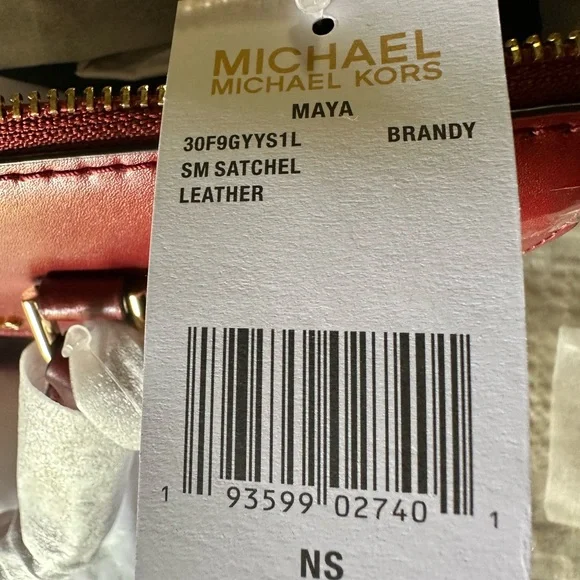 MICHAEL
MICHAEL KORS
MAYA
30F9GYYS1L BRANDY
SM SATCHEL
LEATHER
1 93599 02740 1
NS